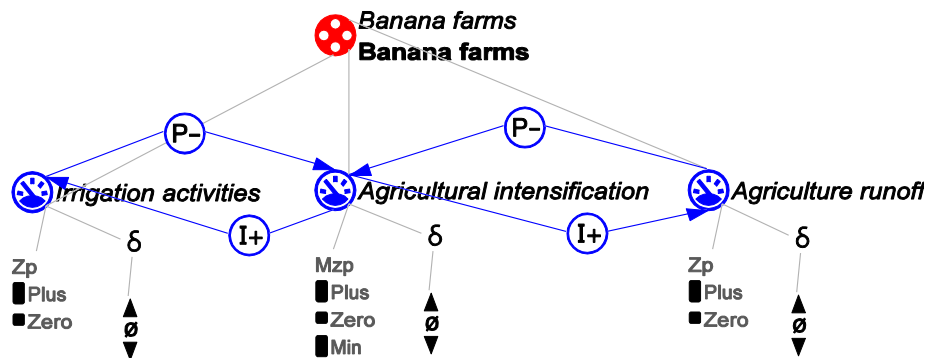 Banana farms
Banana farms
P−
P−
Irrigation activities
Agricultural intensification
Agriculture runoff
I+
I+
δ
δ
δ
Zp
Plus
Zero
ø
Mzp
Plus
Zero
Min
ø
Zp
Plus
Zero
ø